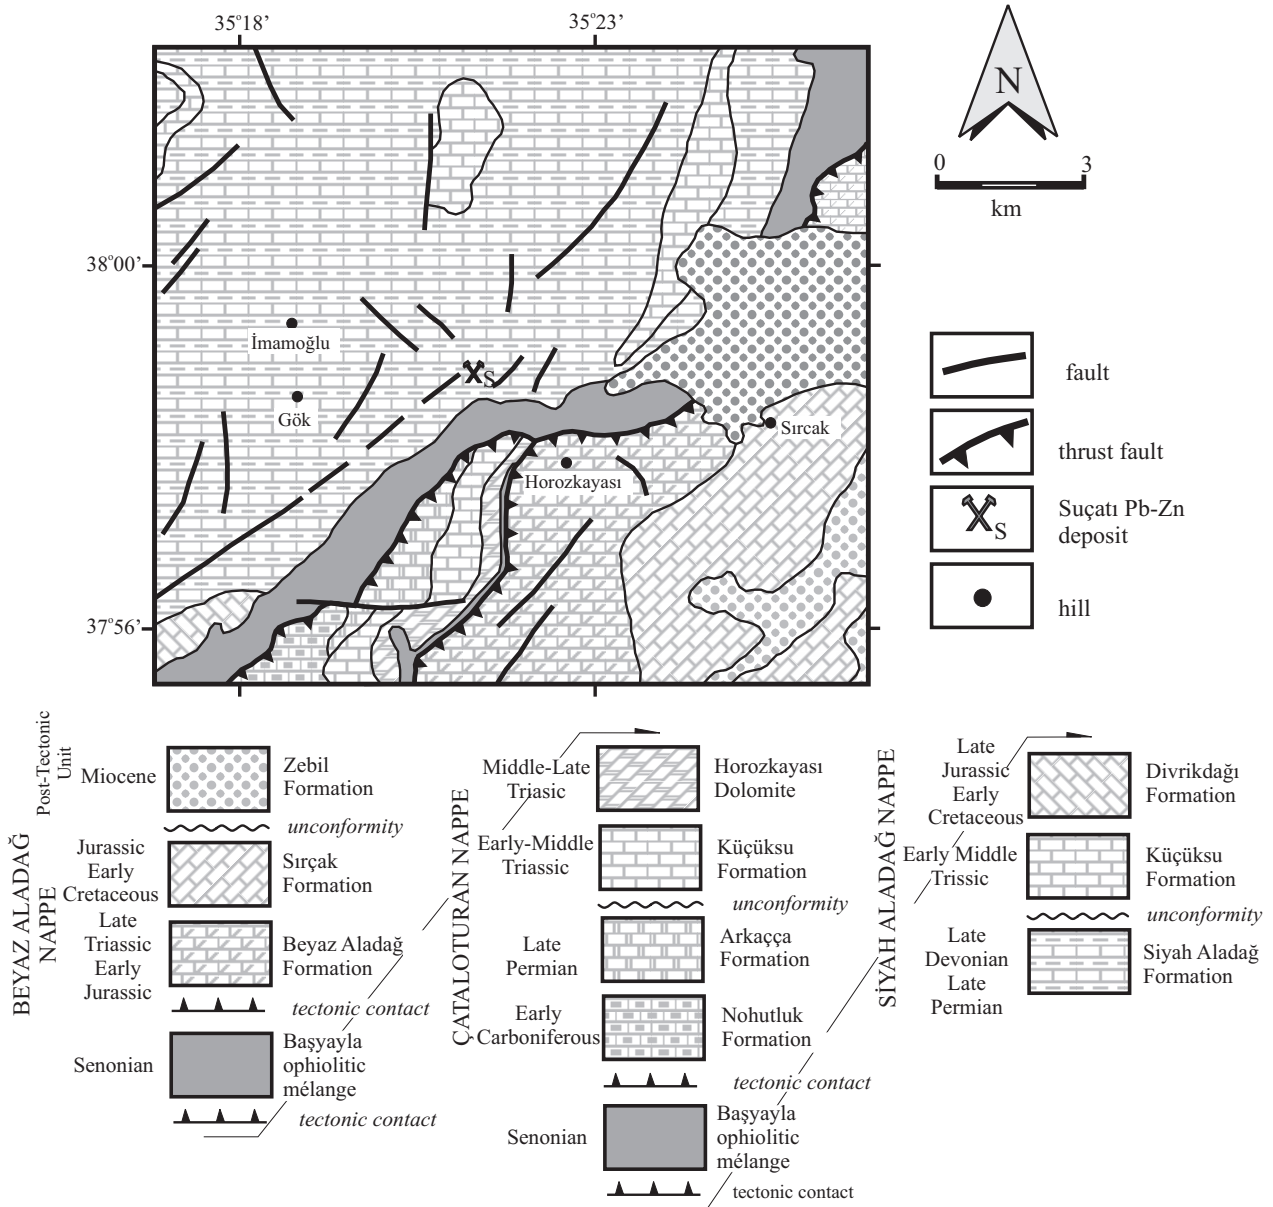 35°18’
35°23’
N
0
3
km
38°00’
İmamoğlu
Gök
S
Sırcak
Horozkayası
37°56’
fault
thrust fault
S
Suçatı Pb-Zn
deposit
hill
Post-Tectonic
Unit
Miocene
Zebil
Formation
unconformity
BEYAZ ALADAĞ
NAPPE
Jurassic
Early
Cretaceous
Sırçak
Formation
Late
Triassic
Early
Jurassic
Beyaz Aladağ
Formation
tectonic contact
Senonian
Başyayla
ophiolitic
mélange
tectonic contact
ÇATALOTURAN NAPPE
Middle-Late
Triasic
Horozkayası
Dolomite
Early-Middle
Triassic
Küçüksu
Formation
unconformity
Late
Permian
Arkaçça
Formation
Early
Carboniferous
Nohutluk
Formation
tectonic contact
Senonian
Başyayla
ophiolitic
mélange
tectonic contact
SİYAH ALADAĞ NAPPE
Late
Jurassic
Early
Cretaceous
Divrikdağı
Formation
Early Middle
Trissic
Küçüksu
Formation
unconformity
Late
Devonian
Late
Permian
Siyah Aladağ
Formation